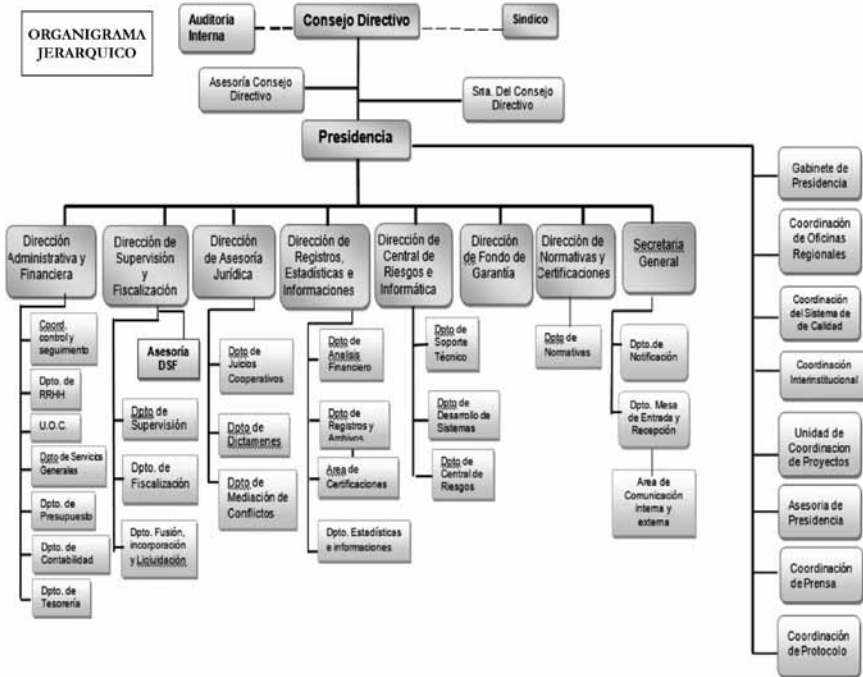 ORGANIGRAMA
JERARQUICO
Auditoria
Interna
Consejo Directivo
Síndico
Asesoría Consejo
Directivo
Srta. Del Consejo
Directivo
Presidencia
Dirección
Administrativa y
Financiera
Coord.
control y
seguimiento
Dpto. de
RRHH
U.O.C.
Dpto de Servicios
Generales
Dpto. de
Presupuesto
Dpto. de
Contabilidad
Dpto. de
Tesorería
Dirección de
Supervisión
y
Fiscalización
Asesoría
DSF
Dpto de
Supervisión
Dpto. de
Fiscalización
Dpto. Fusión,
incorporación
y Liquidación
Dirección
de Asesoría
Jurídica
Dpto de
Juicios
Cooperativos
Dpto de
Dictamenes
Dpto de
Mediación de
Conflictos
Dirección de
Registros,
Estadísticas e
Informaciones
Dpto de
Analisis
Financiero
Dpto de
Registros y
Archivos
Area de
Certificaciones
Dpto. Estadísticas
e informaciones
Dirección de
Central de
Riesgos e
Informática
Dpto de
Soporte
Técnico
Dpto de
Desarrollo de
Sistemas
Dpto de
Central de
Riesgos
Dirección
de Fondo de
Garantía
Dirección de
Normativas y
Certificaciones
Dpto de
Normativas
Secretaria
General
Dpto.de
Notificación
Dpto. Mesa
de Entrada y
Recepción
Area de
Comunicación
interna y
externa
Gabinete de
Presidencia
Coordinación
de Oficinas
Regionales
Coordinación
del Sistema de
de Calidad
Coordinación
Interinstitucional
Unidad de
Coordinacion
de Proyectos
Asesoria de
Presidencia
Coordinación
de Prensa
Coordinación
de Protocolo